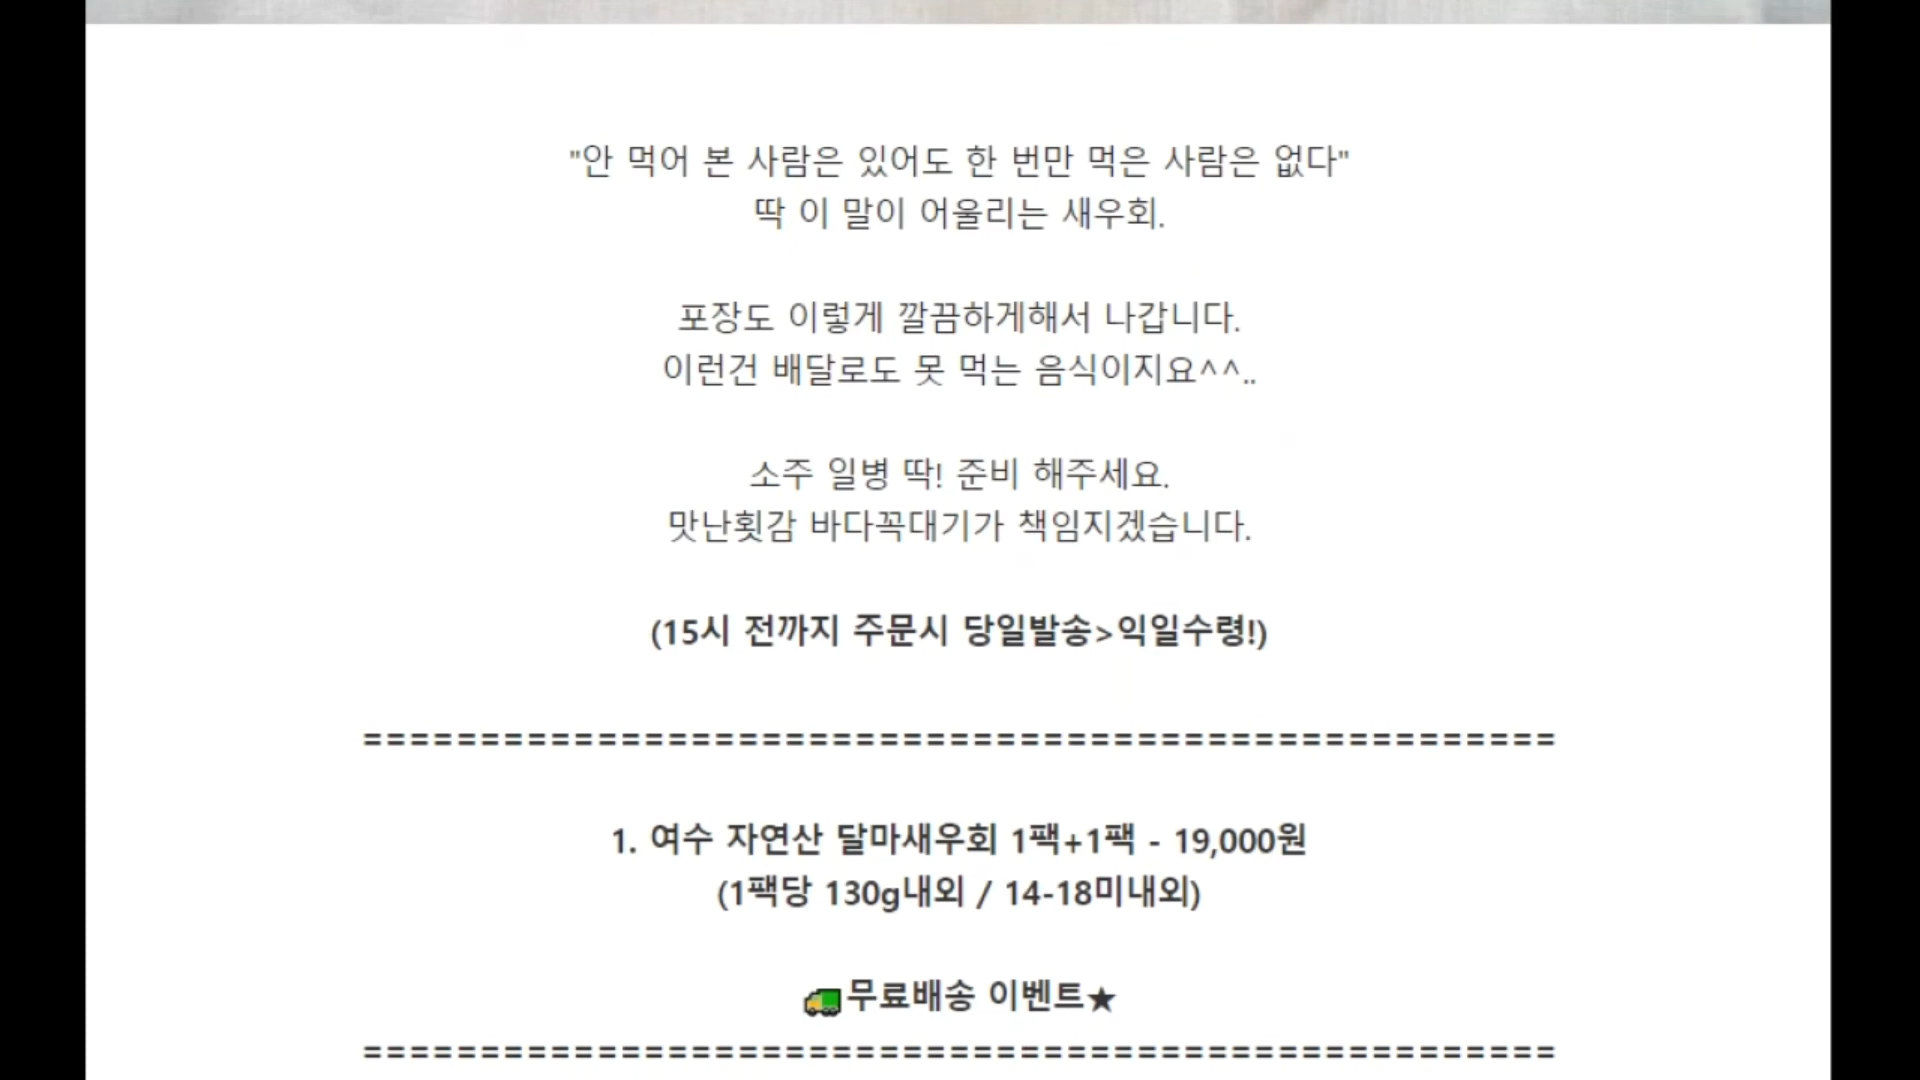 "안 먹어 본 사람은 있어도 한 번만 먹은 사람은 없다"
딱 이 말이 어울리는 새우회.
포장도 이렇게 깔끔하게해서 나갑니다.
이런건 배달로도 못 먹는 음식이지요^^..
소주 일병 딱! 준비 해주세요.
맛난횟감 바다꼭대기가 책임지겠습니다.
(15시 전까지 주문시 당일발송>익일수령!)
===================================================
1. 여수 자연산 달마새우회 1팩+1팩 - 19,000원
(1팩당 130g내외 / 14-18미내외)
🚚무료배송 이벤트★
===================================================